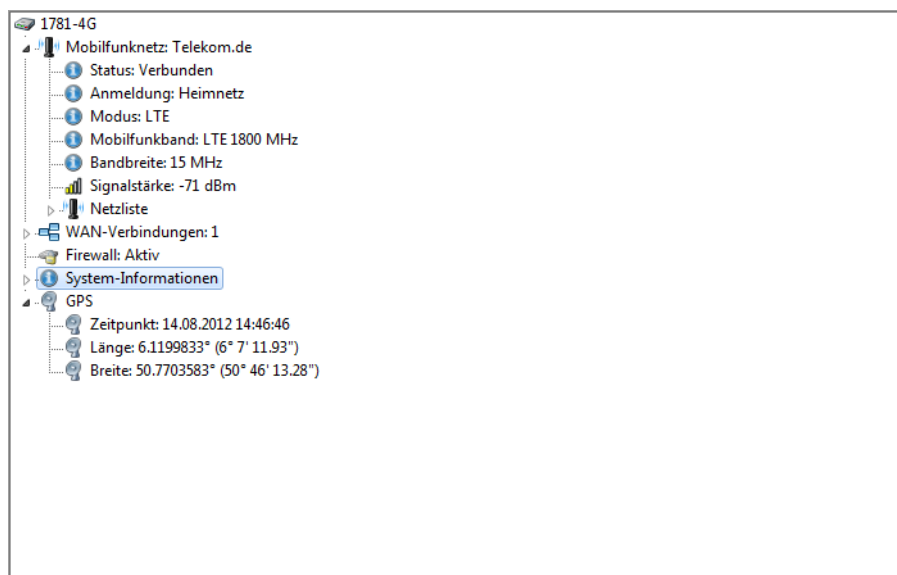 1781-4G
Mobilfunknetz: Telekom.de
Status: Verbunden
Anmeldung: Heimnetz
Modus: LTE
Mobilfunkband: LTE 1800 MHz
Bandbreite: 15 MHz
Signalstärke: -71 dBm
Netzliste
WAN-Verbindungen: 1
Firewall: Aktiv
System-Informationen
GPS
Zeitpunkt: 14.08.2012 14:46:46
Länge: 6.1199833° (6° 7' 11.93")
Breite: 50.7703583° (50° 46' 13.28")